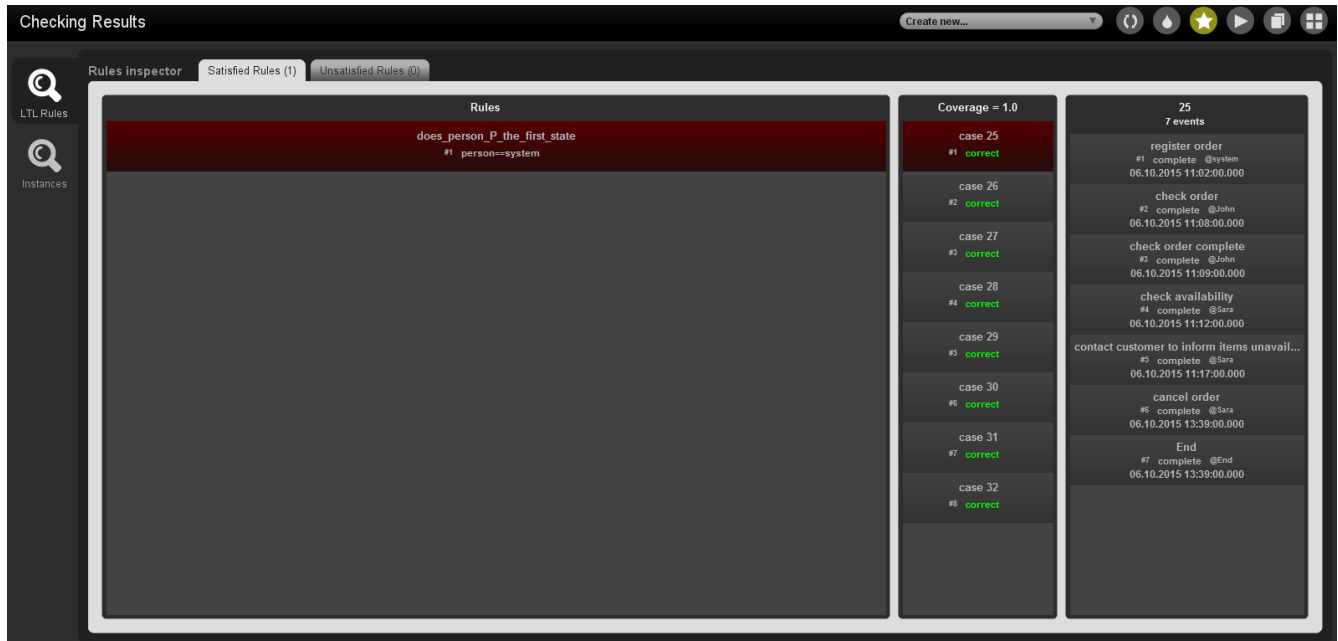 Checking Results
Create new...
LTL Rules
Instances
Rules inspector
Satisfied Rules (1)
Unsatisfied Rules (0)
Rules
does_person_P_the_first_state
#1 person==system
Coverage = 1.0
case 25
#1 correct
case 26
#2 correct
case 27
#3 correct
case 28
#4 correct
case 29
#5 correct
case 30
#6 correct
case 31
#7 correct
case 32
#8 correct
25
7 events
register order
#1 complete @system
06.10.2015 11:02:00.000
check order
#2 complete @John
06.10.2015 11:08:00.000
check order complete
#3 complete @John
06.10.2015 11:09:00.000
check availability
#4 complete @Sara
06.10.2015 11:12:00.000
contact customer to inform items unavail...
#5 complete @Sara
06.10.2015 11:17:00.000
cancel order
#6 complete @Sara
06.10.2015 13:39:00.000
End
#7 complete @End
06.10.2015 13:39:00.000